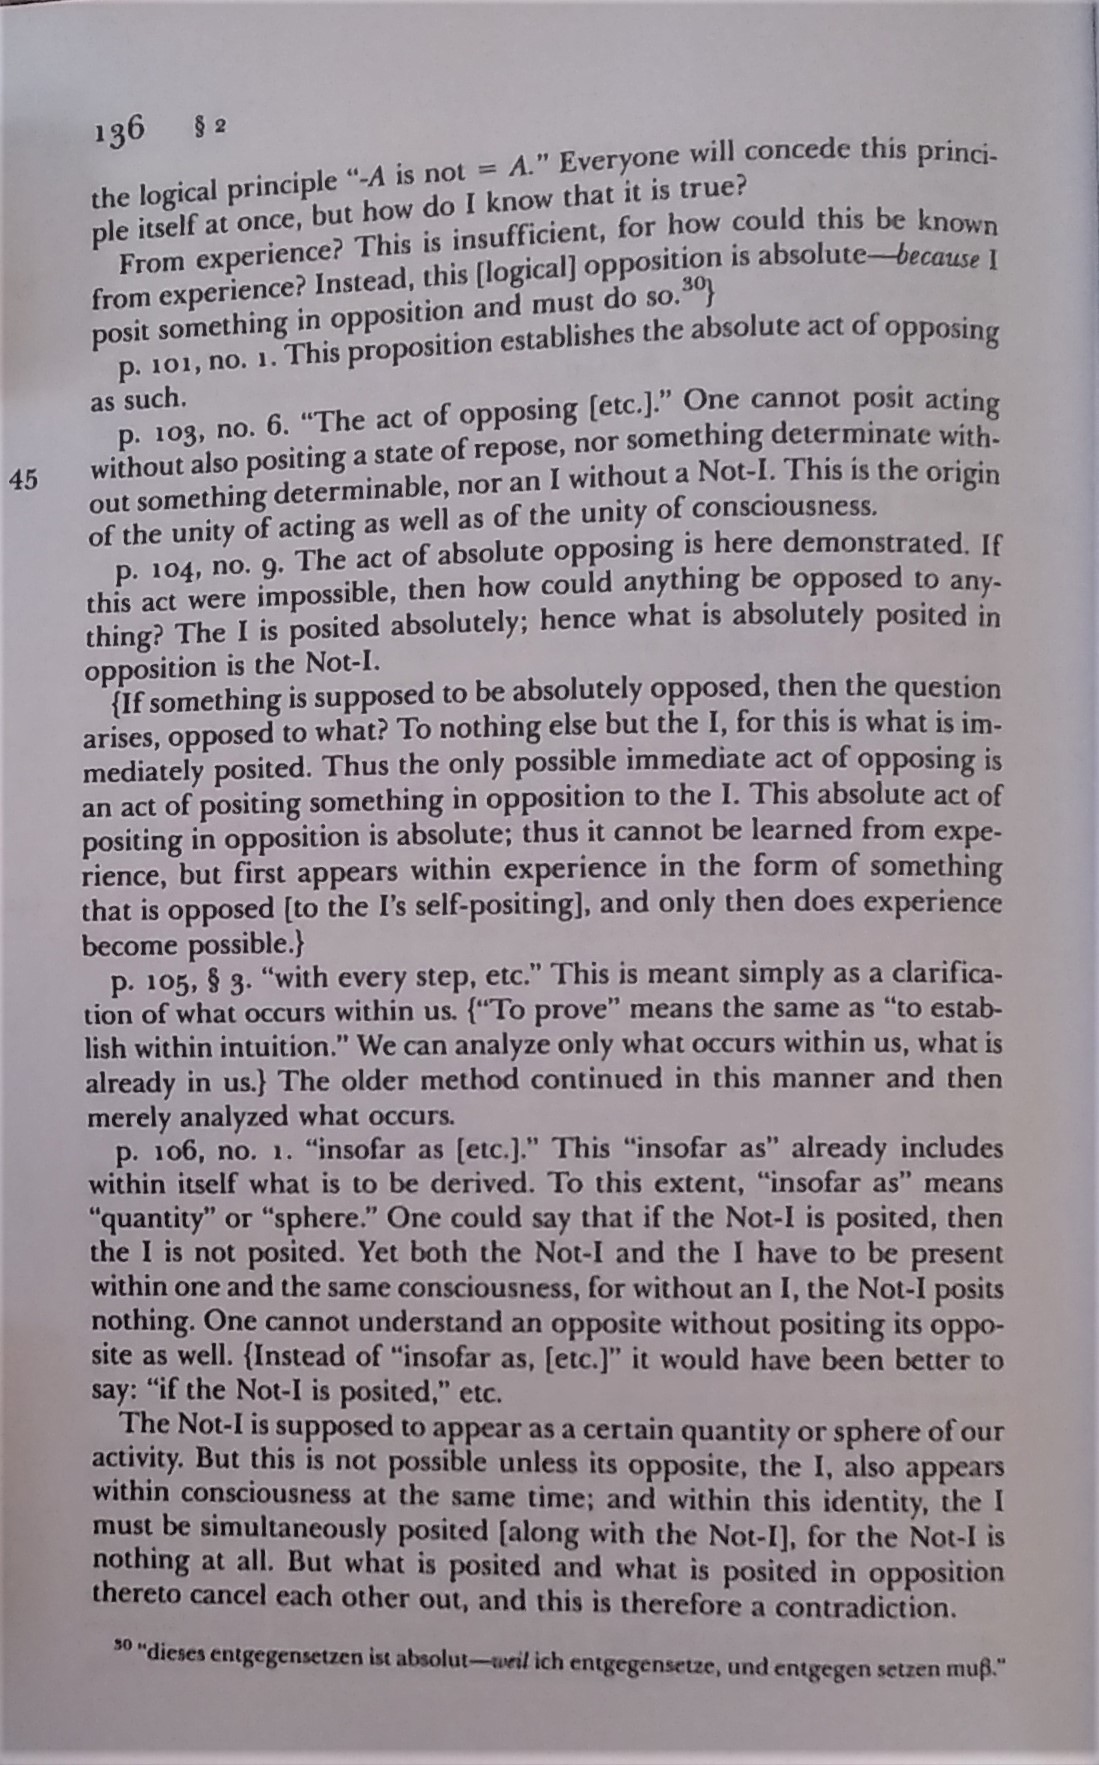 136 § 2
the logical principle “-A is not = A.” Everyone will concede this princi-
ple itself at once, but how do I know that it is true?
From experience? This is insufficient, for how could this be known
from experience? Instead, this [logical] opposition is absolute—because I
posit something in opposition and must do so.³⁰}
p. 101, no. 1. This proposition establishes the absolute act of opposing
as such.
p. 103, no. 6. “The act of opposing [etc.].” One cannot posit acting
45 without also positing a state of repose, nor something determinate with-
out something determinable, nor an I without a Not-I. This is the origin
of the unity of acting as well as of the unity of consciousness.
p. 104, no. 9. The act of absolute opposing is here demonstrated. If
this act were impossible, then how could anything be opposed to any-
thing? The I is posited absolutely; hence what is absolutely posited in
opposition is the Not-I.
{If something is supposed to be absolutely opposed, then the question
arises, opposed to what? To nothing else but the I, for this is what is im-
mediately posited. Thus the only possible immediate act of opposing is
an act of positing something in opposition to the I. This absolute act of
positing in opposition is absolute; thus it cannot be learned from expe-
rience, but first appears within experience in the form of something
that is opposed [to the I’s self-positing], and only then does experience
become possible.}
p. 105, § 3. “with every step, etc.” This is meant simply as a clarifica-
tion of what occurs within us. {“To prove” means the same as “to estab-
lish within intuition.” We can analyze only what occurs within us, what is
already in us.} The older method continued in this manner and then
merely analyzed what occurs.
p. 106, no. 1. “insofar as [etc.].” This “insofar as” already includes
within itself what is to be derived. To this extent, “insofar as” means
“quantity” or “sphere.” One could say that if the Not-I is posited, then
the I is not posited. Yet both the Not-I and the I have to be present
within one and the same consciousness, for without an I, the Not-I posits
nothing. One cannot understand an opposite without positing its oppo-
site as well. {Instead of “insofar as, [etc.]” it would have been better to
say: “if the Not-I is posited,” etc.
The Not-I is supposed to appear as a certain quantity or sphere of our
activity. But this is not possible unless its opposite, the I, also appears
within consciousness at the same time; and within this identity, the I
must be simultaneously posited [along with the Not-I], for the Not-I is
nothing at all. But what is posited and what is posited in opposition
thereto cancel each other out, and this is therefore a contradiction.
³⁰ “dieses entgegensetzen ist absolut—weil ich entgegensetze, und entgegen setzen muß.”